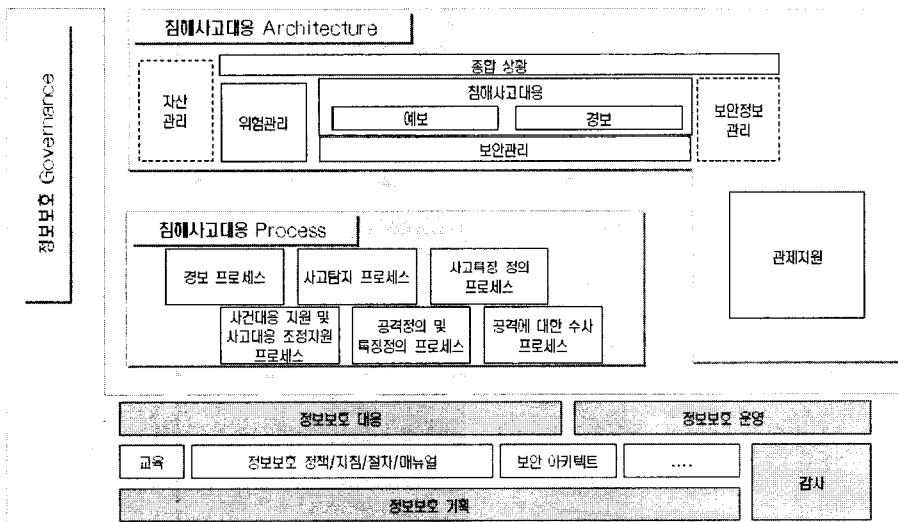 침해사고대응 Architecture
종합 상황
자산
관리
위험관리
침해사고대응
예보
경보
보안관리
보안정보
관리
정보보호 Governance
침해사고대응 Process
경보 프로세스
사고탐지 프로세스
사고특징 정의
프로세스
사건대응 지원 및
사고대응 조정지원
프로세스
공격정의 및
특징정의 프로세스
공격에 대한 수사
프로세스
관제지원
정보보호 대응
정보보호 운영
교육
정보보호 정책/지침/절차/매뉴얼
보안 아키텍트
....
감사
정보보호 기획